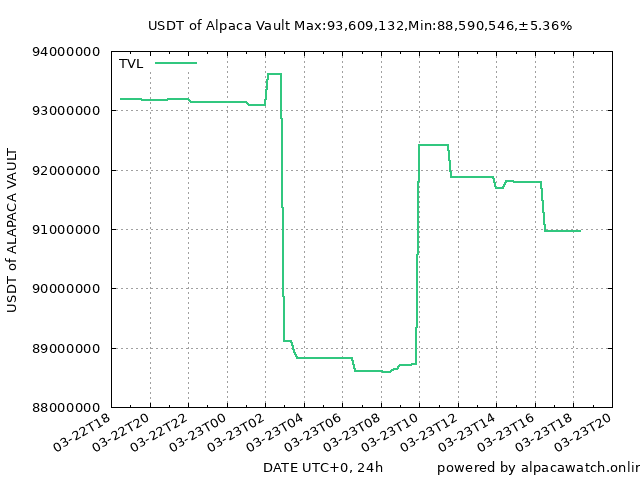 USDT of Alpaca Vault Max:93,609,132,Min:88,590,546,±5.36%
TVL
94000000
93000000
92000000
91000000
90000000
89000000
88000000
USDT of ALAPACA VAULT
03-22T18
03-22T20
03-22T22
03-23T00
03-23T02
03-23T04
03-23T06
03-23T08
03-23T10
03-23T12
03-23T14
03-23T16
03-23T18
03-23T20
DATE UTC+0, 24h
powered by alpacawatch.onlin